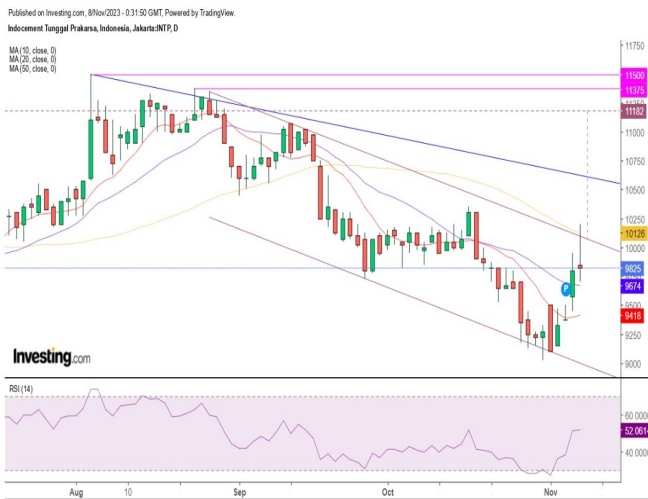 Published on Investing.com, 8/Nov/2023 - 0:31:50 GMT, Powered by TradingView.
Indocement Tunggal Prakarsa, Indonesia, Jakarta:INTP, D
MA (10, close, 0)
MA (20, close, 0)
MA (50, close, 0)
11750
11500
11375
11182
11000
10750
10500
10250
10126
10000
9825
9674
9500
9418
9250
9000
P
Investing.com
RSI (14)
60.0000
52.0614
40.0000
Aug
10
Sep
Oct
Nov